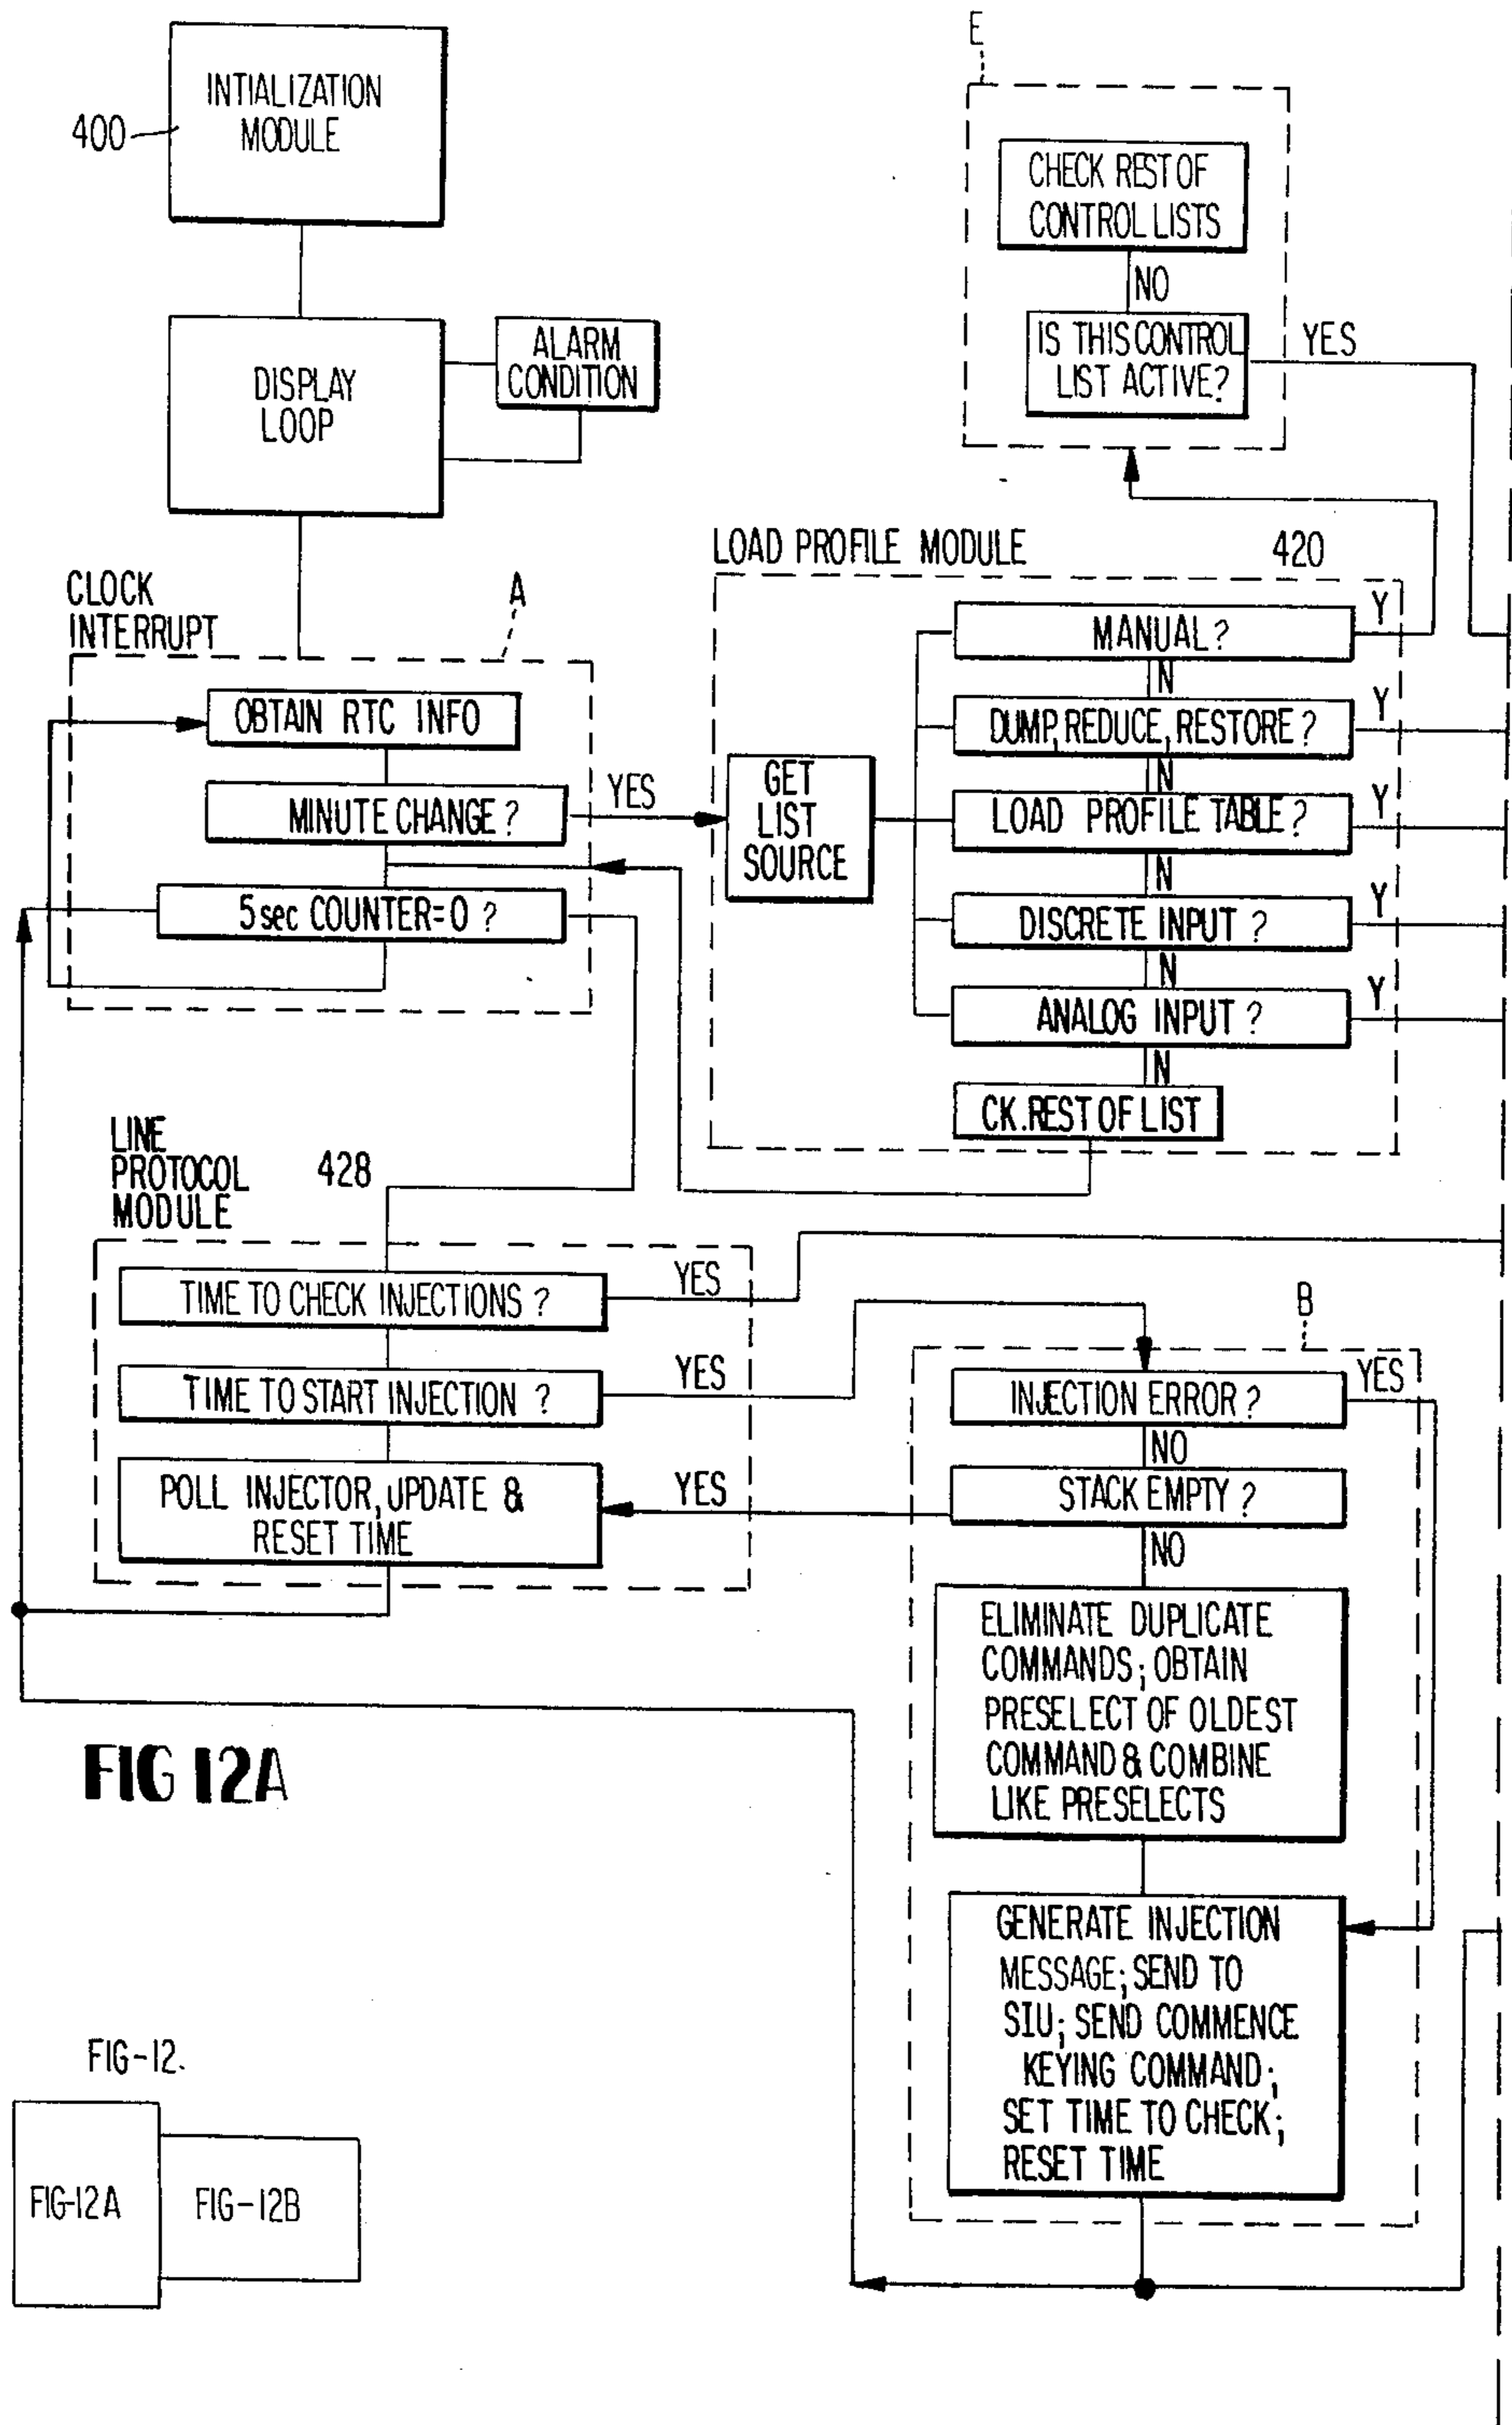 INTIALIZATION
MODULE
400
DISPLAY
LOOP
ALARM
CONDITION
E
CHECK REST OF
CONTROL LISTS
NO
IS THIS CONTROL
LIST ACTIVE?
YES
CLOCK
INTERRUPT
A
OBTAIN RTC INFO
MINUTE CHANGE ?
YES
5 sec COUNTER=0 ?
LOAD PROFILE MODULE
420
GET
LIST
SOURCE
MANUAL ?
Y
N
DUMP, REDUCE, RESTORE ?
Y
N
LOAD PROFILE TABLE ?
Y
N
DISCRETE INPUT ?
Y
N
ANALOG INPUT ?
Y
N
CK. REST OF LIST
LINE
PROTOCOL
MODULE
428
TIME TO CHECK INJECTIONS ?
YES
TIME TO START INJECTION ?
YES
POLL INJECTOR, UPDATE &
RESET TIME
YES
B
INJECTION ERROR ?
YES
NO
STACK EMPTY ?
NO
ELIMINATE DUPLICATE
COMMANDS; OBTAIN
PRESELECT OF OLDEST
COMMAND & COMBINE
LIKE PRESELECTS
GENERATE INJECTION
MESSAGE; SEND TO
SIU; SEND COMMENCE
KEYING COMMAND;
SET TIME TO CHECK;
RESET TIME
FIG 12A
FIG-12.
FIG-12A
FIG-12B